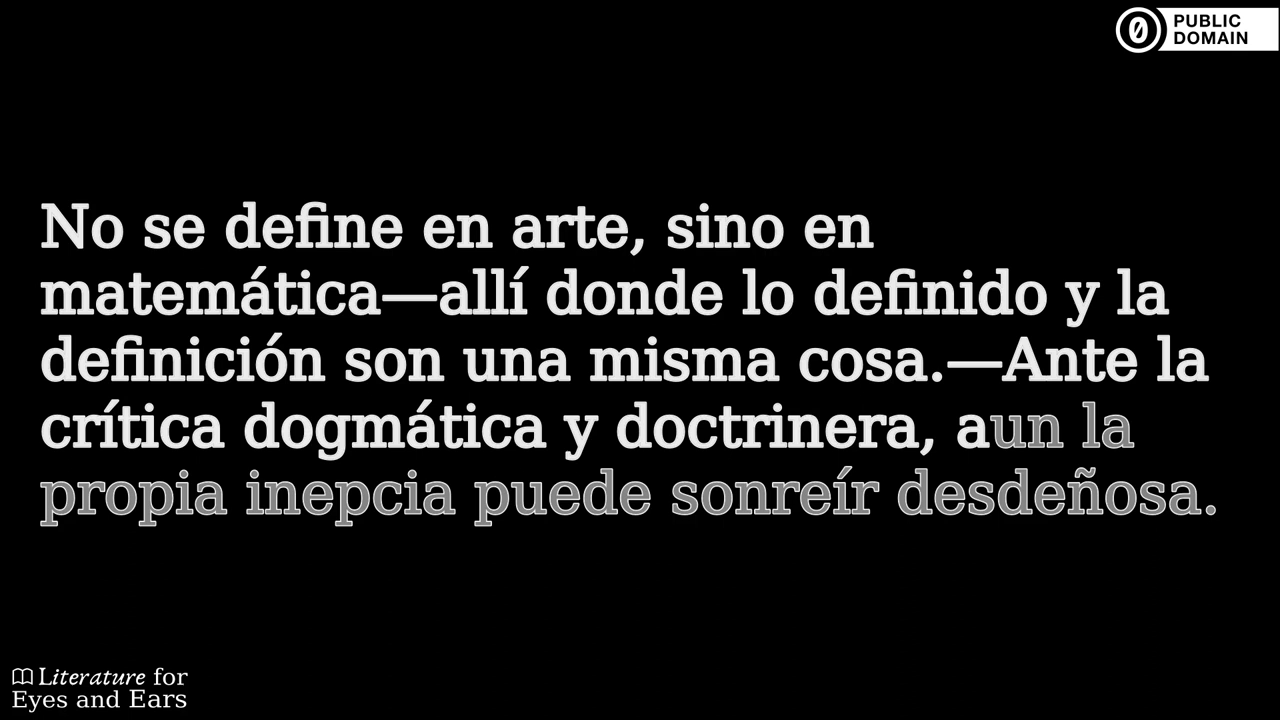 PUBLIC
DOMAIN
No se define en arte, sino en
matemática—allí donde lo definido y la
definición son una misma cosa.—Ante la
crítica dogmática y doctrinera, aun la
propia inepcia puede sonreír desdeñosa.
Literature for
Eyes and Ears